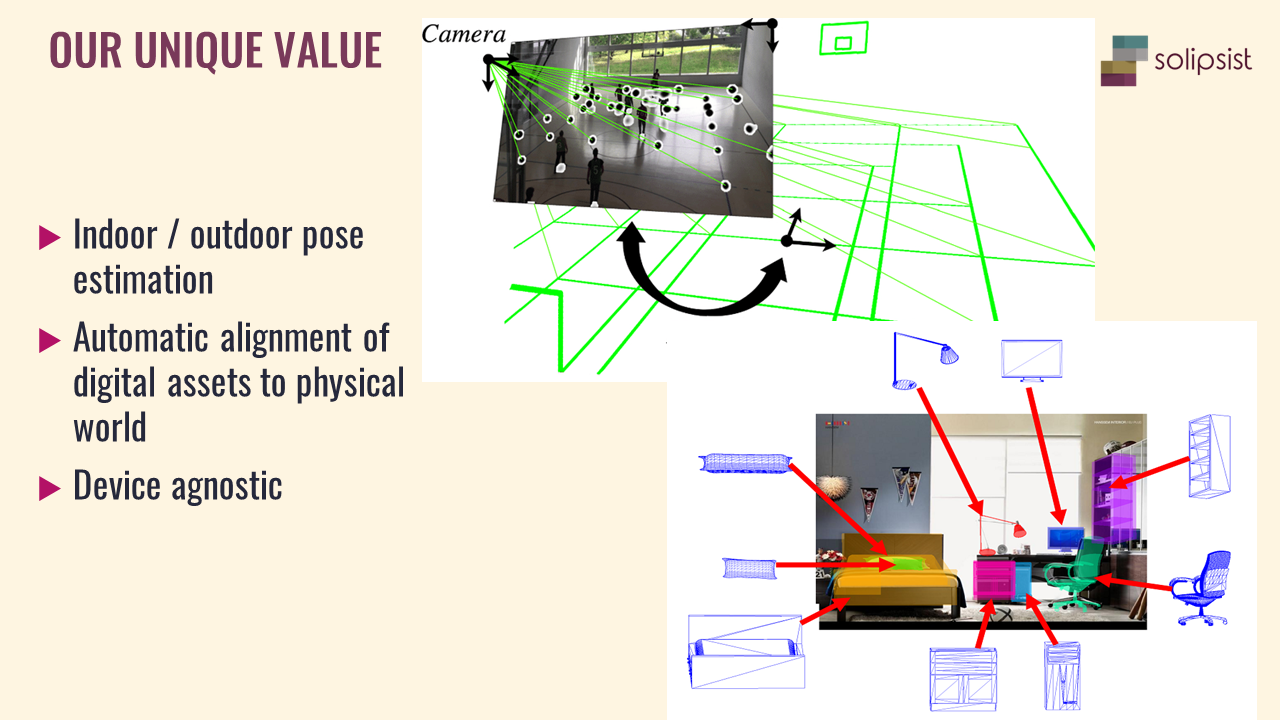 OUR UNIQUE VALUE
Camera
solipsist
Indoor / outdoor pose
estimation
Automatic alignment of
digital assets to physical
world
Device agnostic